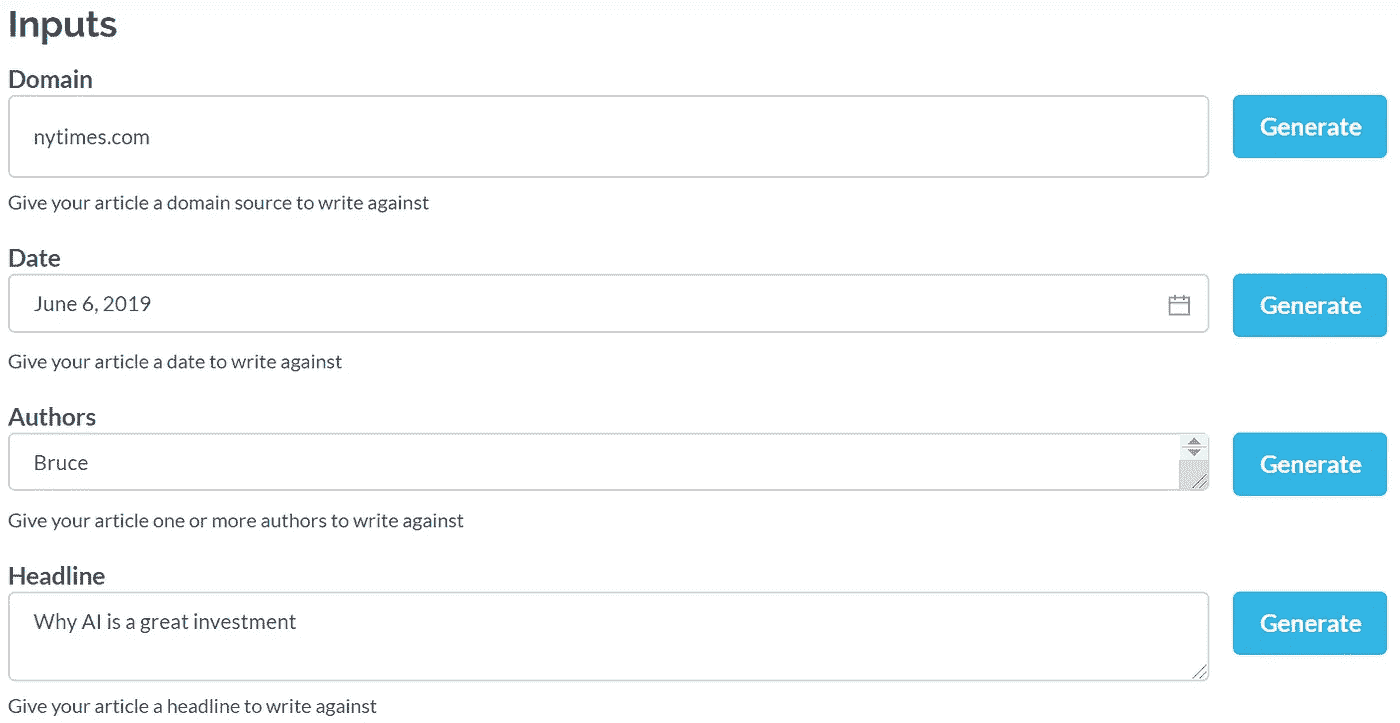 Inputs
Domain
nytimes.com
Generate
Give your article a domain source to write against
Date
June 6, 2019
Generate
Give your article a date to write against
Authors
Bruce
Generate
Give your article one or more authors to write against
Headline
Why AI is a great investment
Generate
Give your article a headline to write against